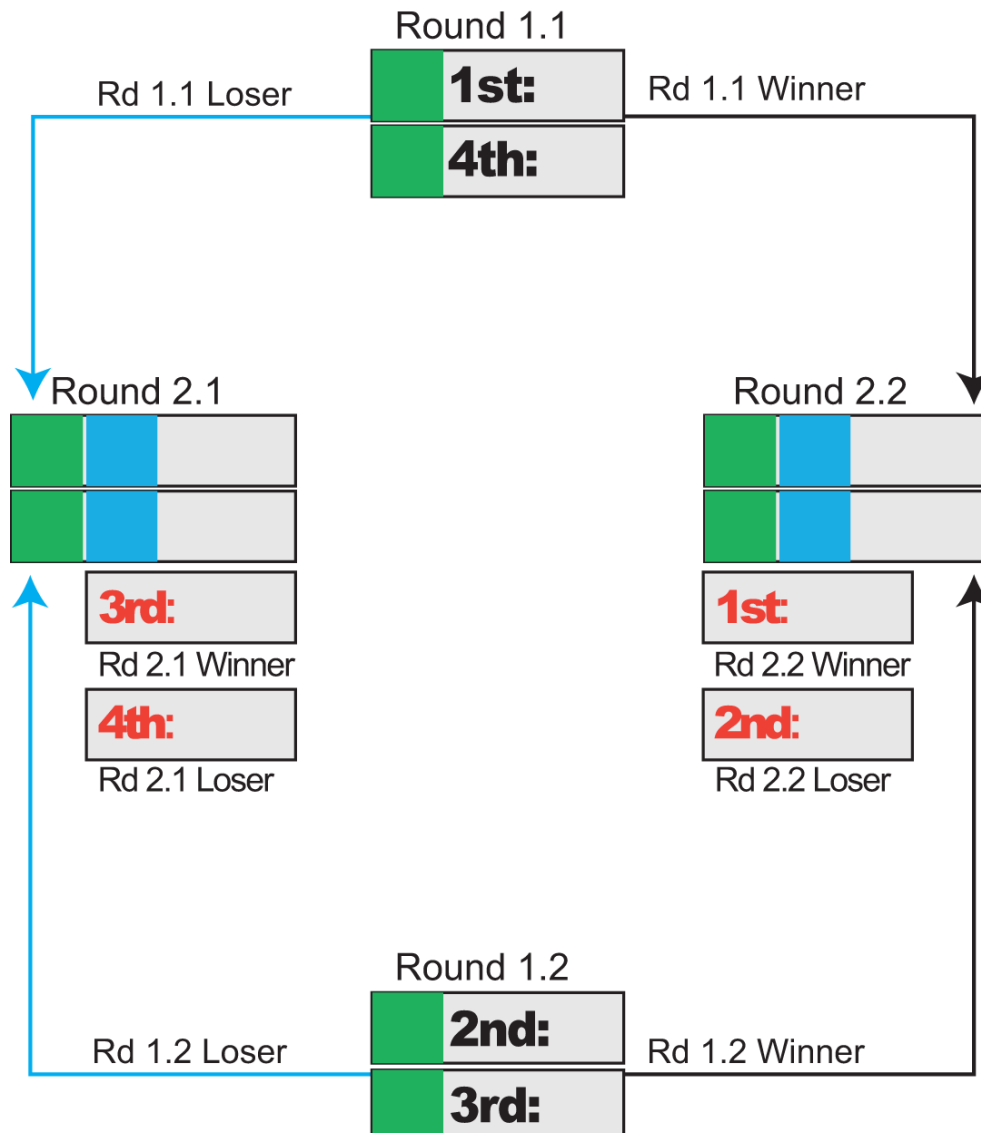 Round 1.1
Rd 1.1 Loser
1st:
Rd 1.1 Winner
4th:
Round 2.1
Round 2.2
3rd:
Rd 2.1 Winner
4th:
Rd 2.1 Loser
1st:
Rd 2.2 Winner
2nd:
Rd 2.2 Loser
Round 1.2
Rd 1.2 Loser
2nd:
Rd 1.2 Winner
3rd: